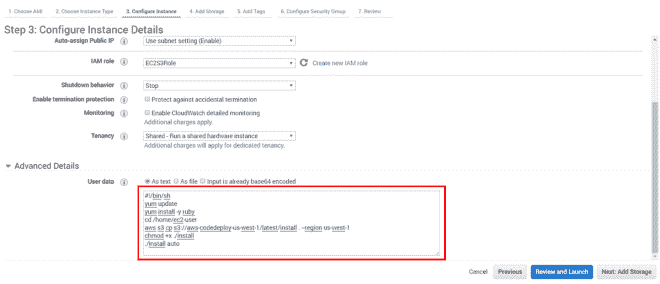 1. Choose AMI 2. Choose Instance Type 3. Configure Instance 4. Add Storage 5. Add Tags 6. Configure Security Group 7. Review
Step 3: Configure Instance Details
Auto-assign Public IP Use subnet setting (Enable)
IAM role EC2S3Role Create new IAM role
Shutdown behavior Stop
Enable termination protection Protect against accidental termination
Monitoring Enable CloudWatch detailed monitoring
Additional charges apply.
Tenancy Shared - Run a shared hardware instance
Additional charges will apply for dedicated tenancy.
Advanced Details
User data As text As file Input is already base64 encoded
#!/bin/sh
yum update
yum install -y ruby
cd /home/ec2-user
aws s3 cp s3://aws-codedeploy-us-west-1/latest/install . --region us-west-1
chmod +x ./install
./install auto
Cancel Previous Review and Launch Next: Add Storage